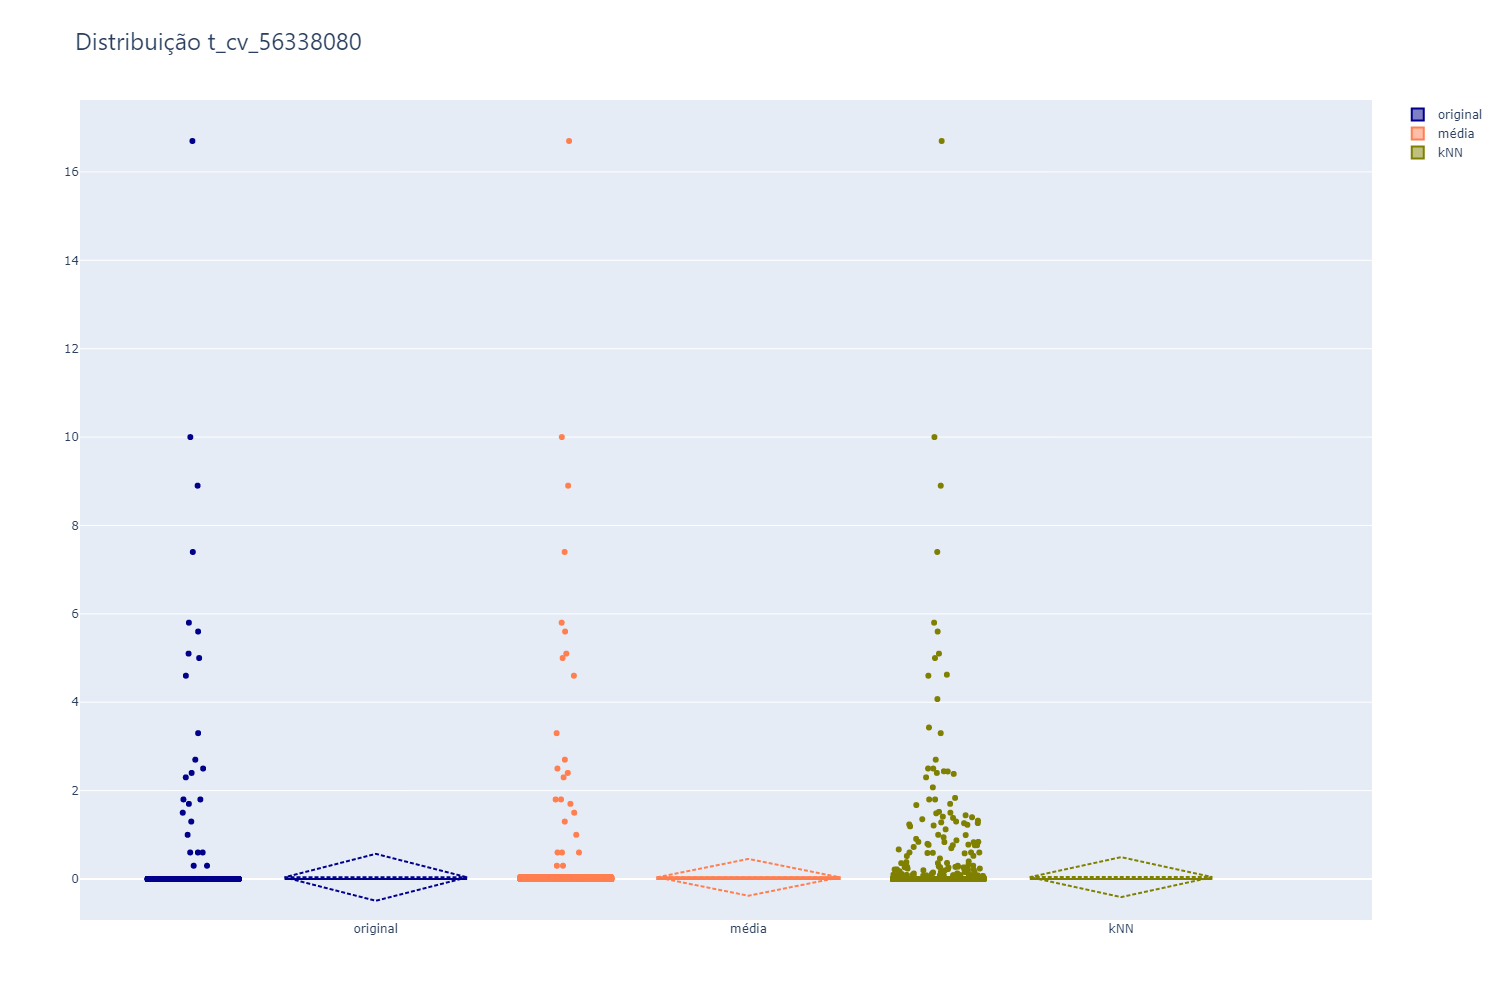 Distribuição t_cv_56338080
original
média
kNN
16
14
12
10
8
6
4
2
0
original
média
kNN